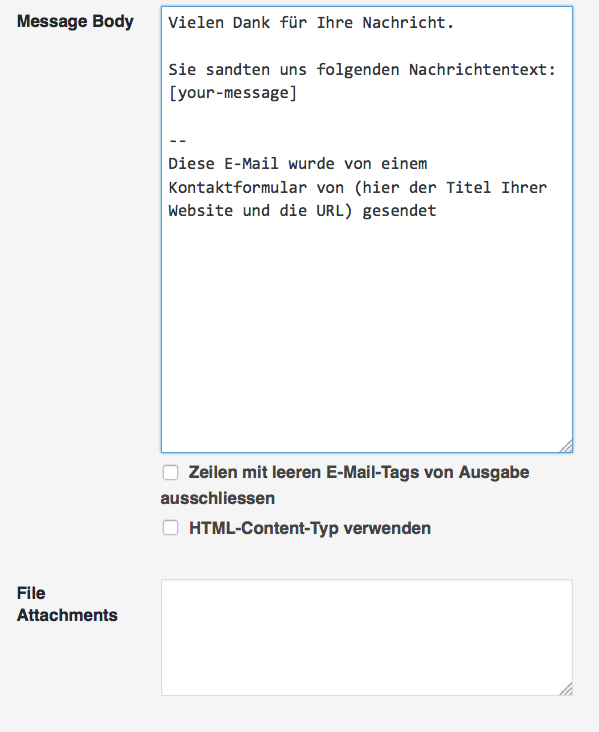 Message Body
Vielen Dank für Ihre Nachricht.
Sie sandten uns folgenden Nachrichtentext:
[your-message]
--
Diese E-Mail wurde von einem
Kontaktformular von (hier der Titel Ihrer
Website und die URL) gesendet
Zeilen mit leeren E-Mail-Tags von Ausgabe
ausschliessen
HTML-Content-Typ verwenden
File
Attachments